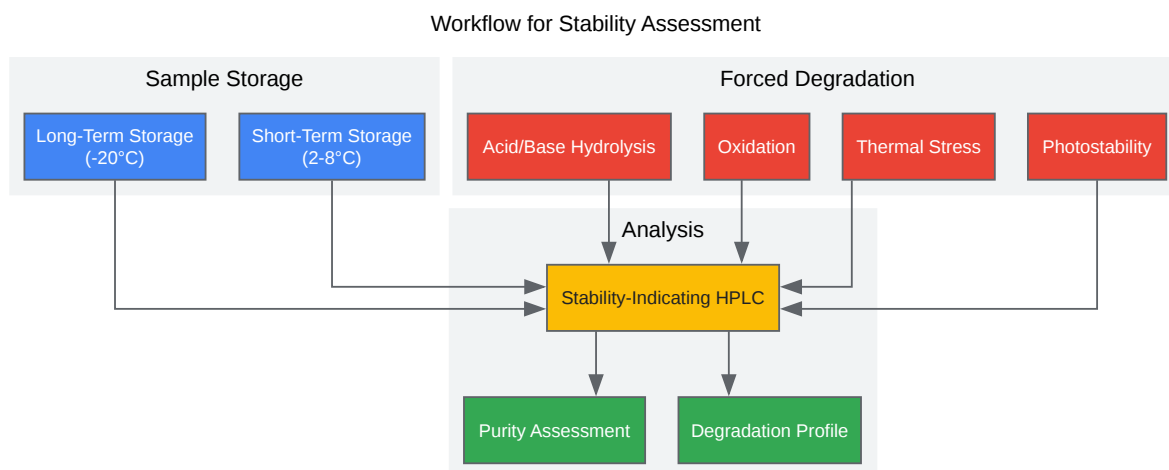 Workflow for Stability Assessment
Sample Storage
Forced Degradation
Long-Term Storage
(-20°C)
Short-Term Storage
(2-8°C)
Acid/Base Hydrolysis
Oxidation
Thermal Stress
Photostability
Analysis
Stability-Indicating HPLC
Purity Assessment
Degradation Profile